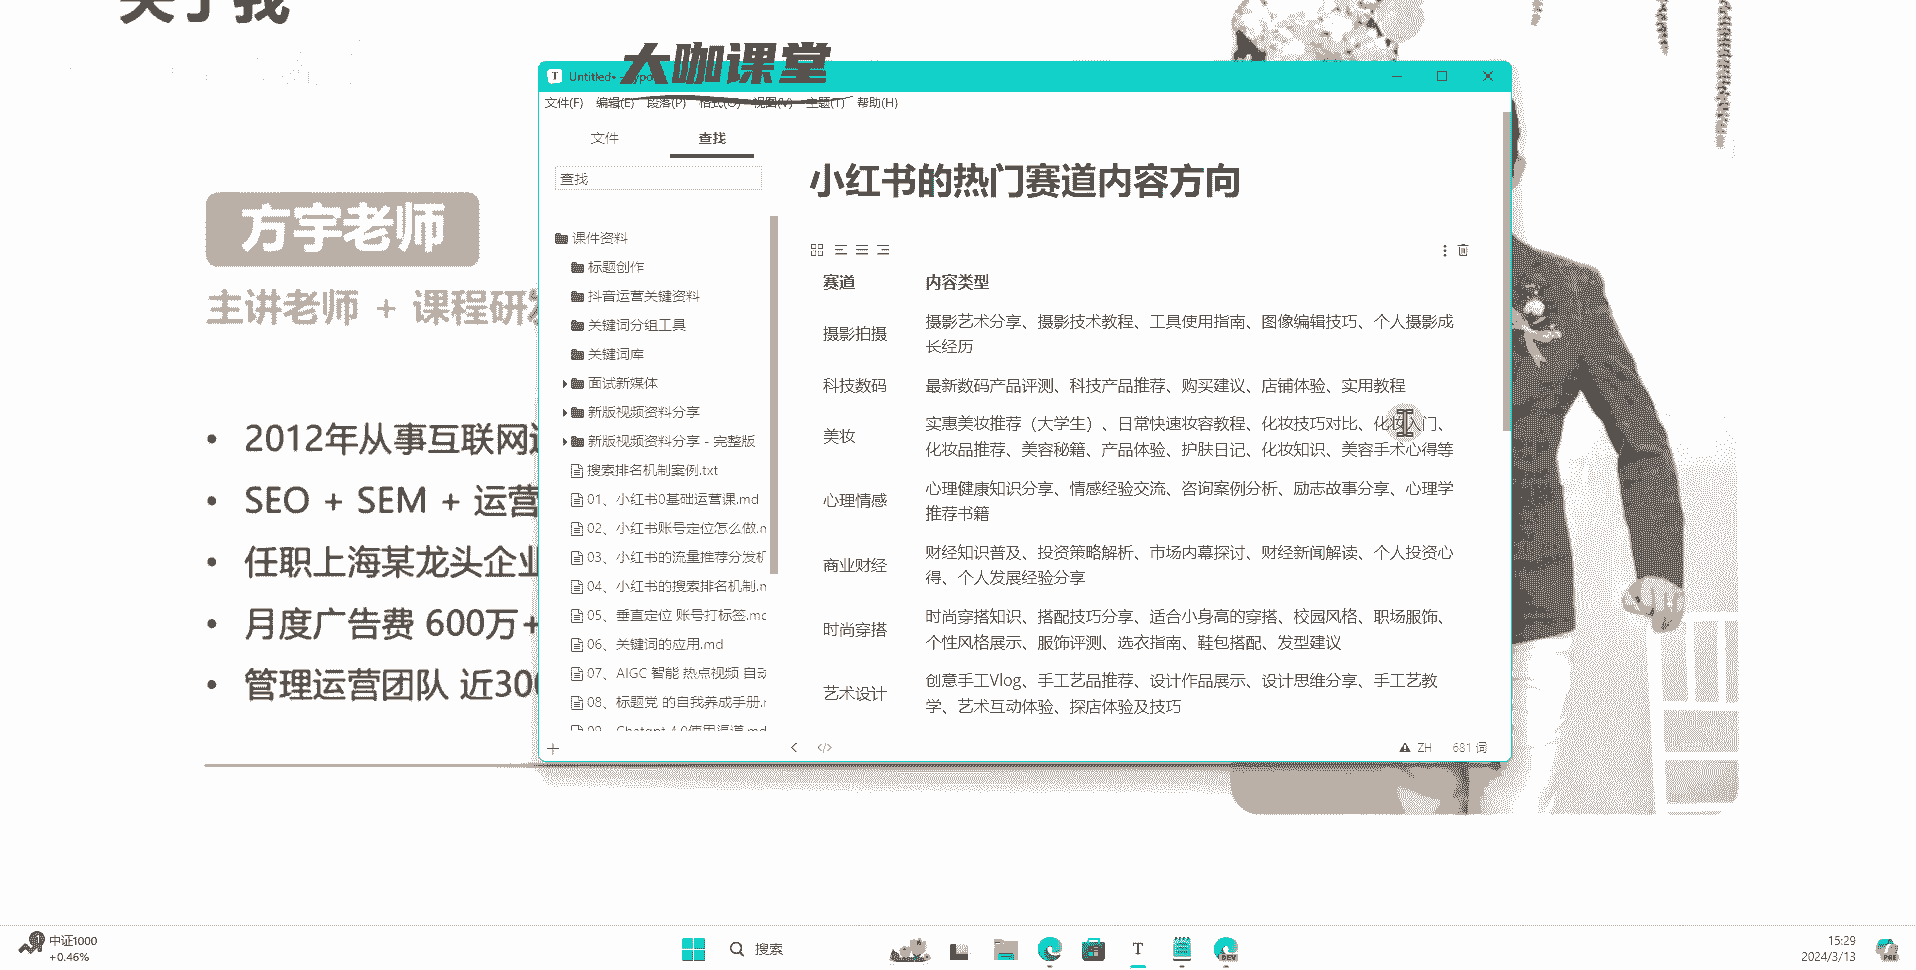 关于我
方宇老师
主讲老师 + 课程研发
2012年从事互联网
SEO + SEM + 运营
任职上海某龙头企业
月度广告费 600万+
管理运营团队 近300
大咖课堂
Untitled•
文件(F) 编辑(E) 段落(P) 格式(O) 视图(V) 主题(T) 帮助(H)
文件 查找
查找
课件资料
标题创作
抖音运营关键资料
关键词分组工具
关键词库
面试新媒体
新版视频资料分享
新版视频资料分享 - 完整版
搜索排名机制案例.txt
01、小红书0基础运营课.md
02、小红书账号定位怎么做.m
03、小红书的流量推荐分发机
04、小红书的搜索排名机制.m
05、垂直定位 账号打标签.md
06、关键词的应用.md
07、AIGC 智能 热点视频 自动
08、标题党 的自我养成手册.r
09、Chatgpt 4.0使用渠道.md
小红书的热门赛道内容方向
赛道 内容类型
摄影拍摄 摄影艺术分享、摄影技术教程、工具使用指南、图像编辑技巧、个人摄影成
长经历
科技数码 最新数码产品评测、科技产品推荐、购买建议、店铺体验、实用教程
美妆 实惠美妆推荐（大学生）、日常快速妆容教程、化妆技巧对比、化妆入门、
化妆品推荐、美容秘籍、产品体验、护肤日记、化妆知识、美容手术心得等
心理情感 心理健康知识分享、情感经验交流、咨询案例分析、励志故事分享、心理学
推荐书籍
商业财经 财经知识普及、投资策略解析、市场内幕探讨、财经新闻解读、个人投资心
得、个人发展经验分享
时尚穿搭 时尚穿搭知识、搭配技巧分享、适合小身高的穿搭、校园风格、职场服饰、
个性风格展示、服饰评测、选衣指南、鞋包搭配、发型建议
艺术设计 创意手工Vlog、手工艺品推荐、设计作品展示、设计思维分享、手工艺教
学、艺术互动体验、探店体验及技巧
ZH 681 词
中证1000
+0.46%
搜索
T
DEV
15:29
2024/3/13
PRE